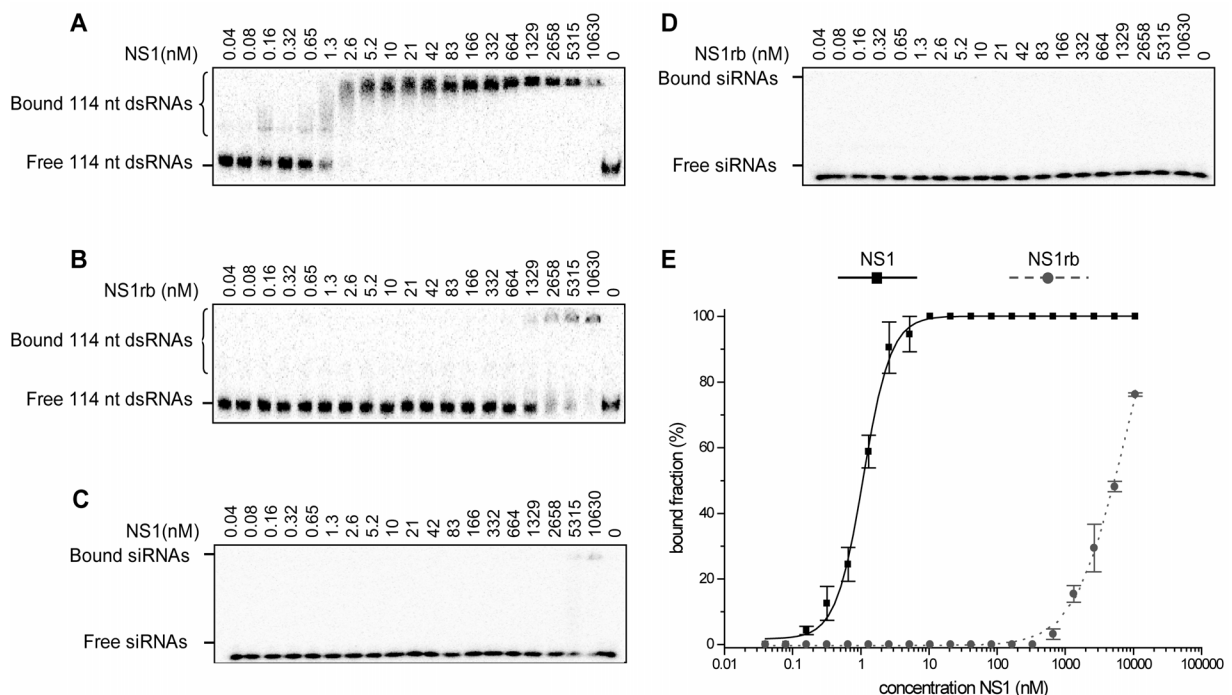 A
NS1(nM)
0.04 0.08 0.16 0.32 0.65 1.3 2.6 5.2 10 21 42 83 166 332 664 1329 2658 5315 10630 0
Bound 114 nt dsRNAs
Free 114 nt dsRNAs
B
NS1rb (nM)
0.04 0.08 0.16 0.32 0.65 1.3 2.6 5.2 10 21 42 83 166 332 664 1329 2658 5315 10630 0
Bound 114 nt dsRNAs
Free 114 nt dsRNAs
C
NS1(nM)
0.04 0.08 0.16 0.32 0.65 1.3 2.6 5.2 10 21 42 83 166 332 664 1329 2658 5315 10630 0
Bound siRNAs
Free siRNAs
D
NS1rb (nM)
0.04 0.08 0.16 0.32 0.65 1.3 2.6 5.2 10 21 42 83 166 332 664 1329 2658 5315 10630 0
Bound siRNAs
Free siRNAs
E
NS1 NS1rb
bound fraction (%)
100
80
60
40
20
0
0.01 0.1 1 10 100 1000 10000 100000
concentration NS1 (nM)